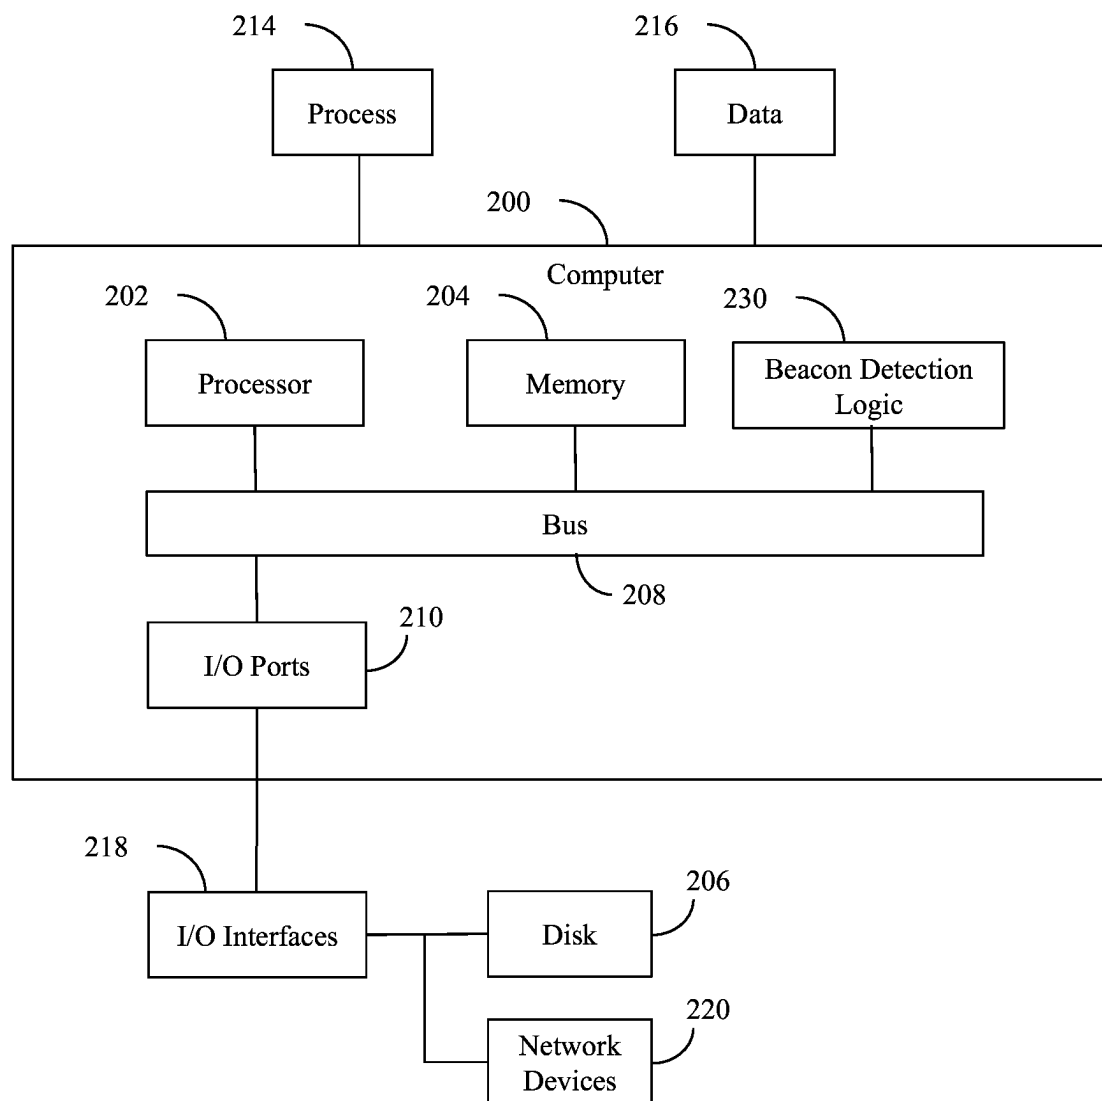 214
216
Process
Data
200
Computer
202
204
230
Processor
Memory
Beacon Detection
Logic
Bus
208
210
I/O Ports
218
206
I/O Interfaces
Disk
220
Network
Devices